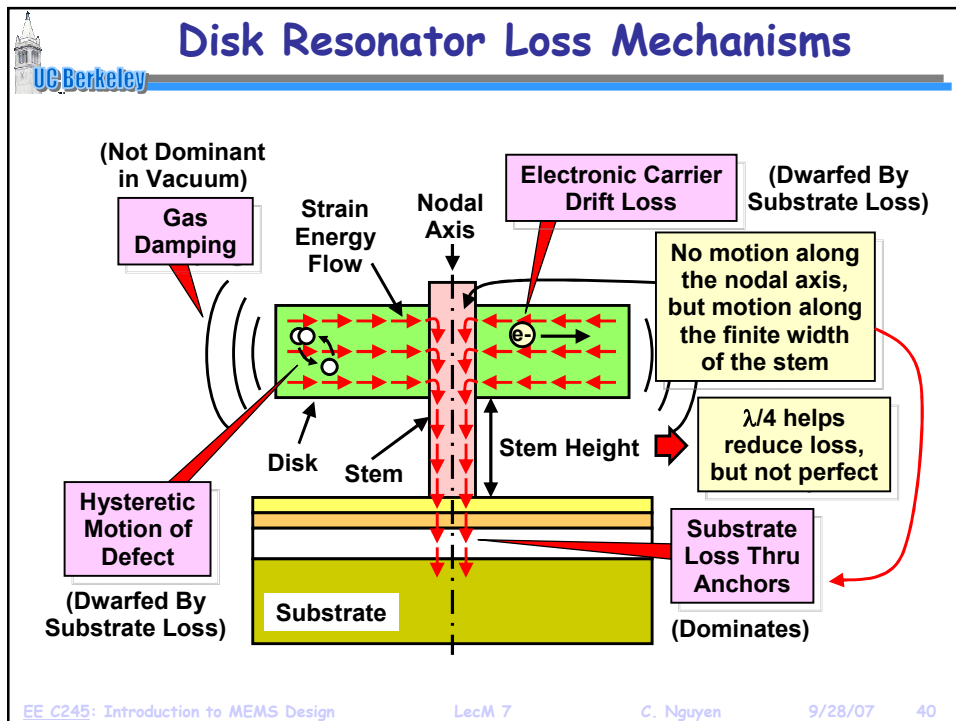 Disk Resonator Loss Mechanisms
UC Berkeley
(Not Dominant
in Vacuum)
Gas
Damping
Strain
Energy
Flow
Nodal
Axis
Electronic Carrier
Drift Loss
(Dwarfed By
Substrate Loss)
No motion along
the nodal axis,
but motion along
the finite width
of the stem
e-
λ/4 helps
reduce loss,
but not perfect
Stem Height
Disk
Stem
Hysteretic
Motion of
Defect
(Dwarfed By
Substrate Loss)
Substrate
Loss Thru
Anchors
(Dominates)
Substrate
EE C245: Introduction to MEMS Design LecM 7 C. Nguyen 9/28/07 40